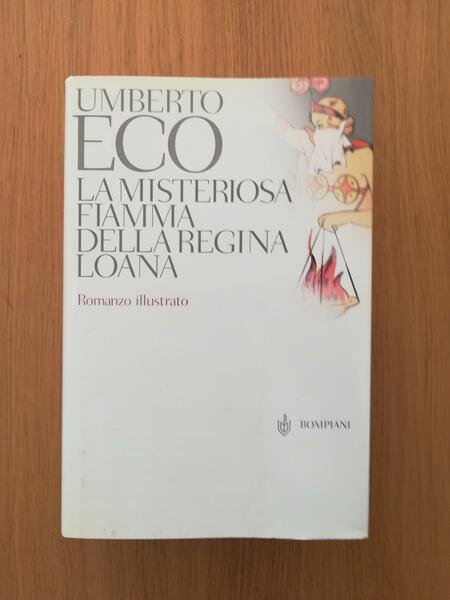 UMBERTO
ECO
LA MISTERIOSA
FIAMMA
DELLA REGINA
LOANA
Romanzo illustrato
BOMPIANI